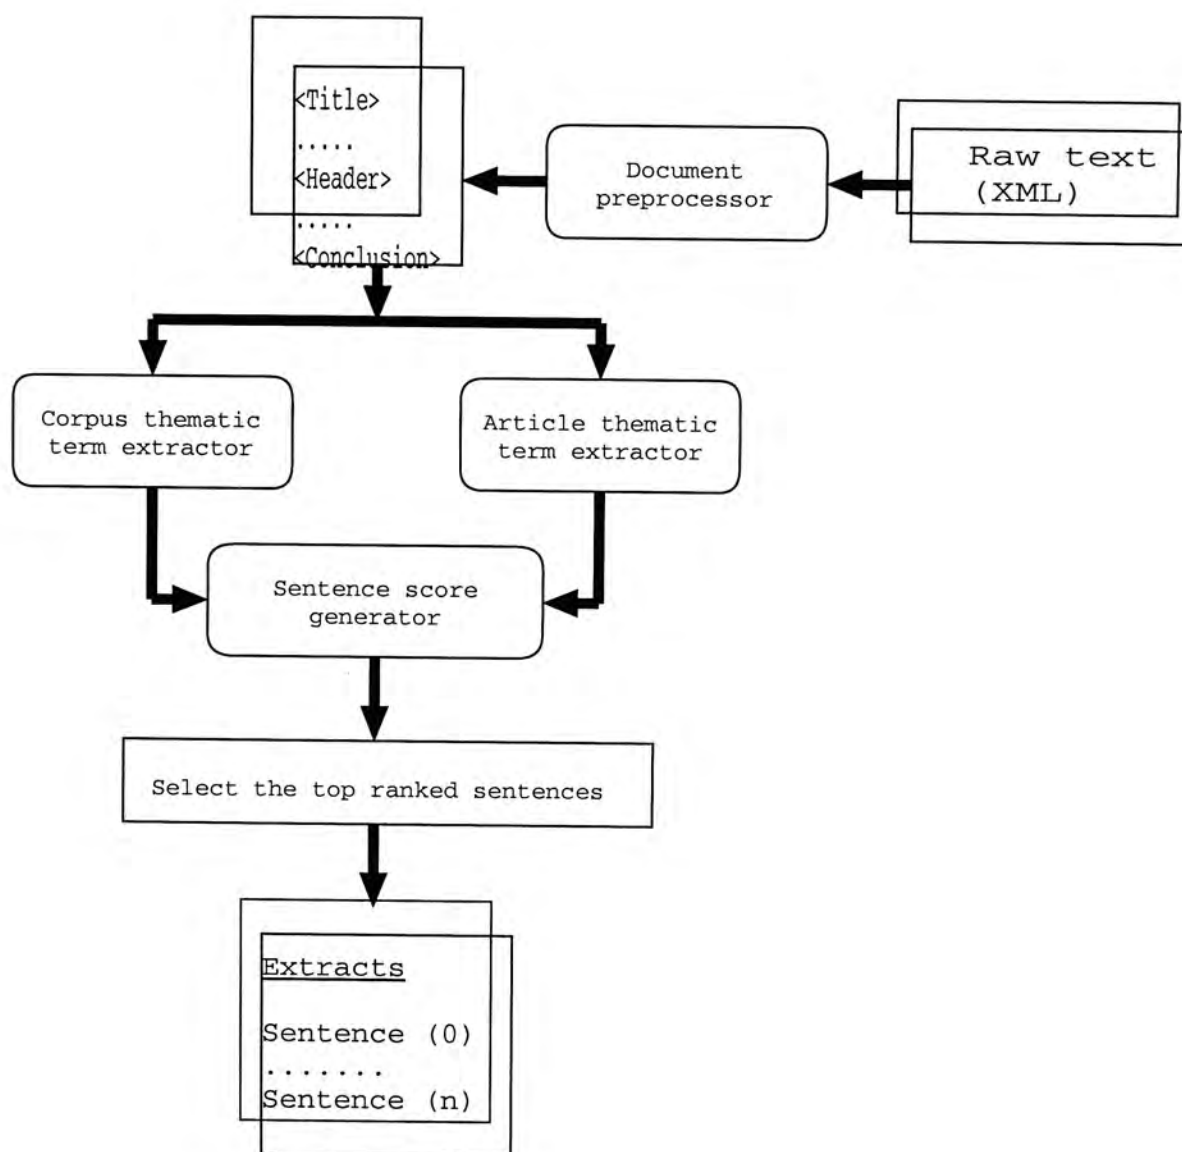 <Title>
.....
<Header>
.....
<Conclusion>
Document
preprocessor
Raw text
(XML)
Corpus thematic
term extractor
Article thematic
term extractor
Sentence score
generator
Select the top ranked sentences
Extracts
Sentence (0)
.......
Sentence (n)